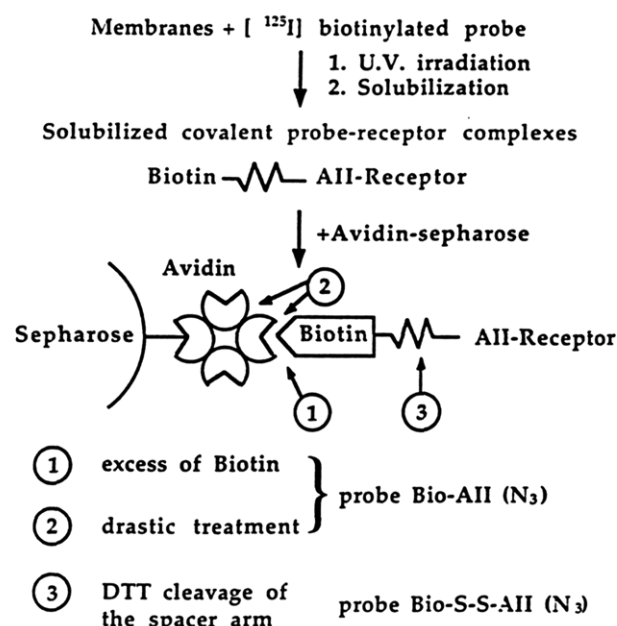 Membranes + [ ¹²⁵I] biotinylated probe
1. U.V. irradiation
2. Solubilization
Solubilized covalent probe-receptor complexes
Biotin AII-Receptor
+Avidin-sepharose
Avidin
2
Sepharose Biotin AII-Receptor
1 3
1 excess of Biotin
probe Bio-AII (N₃)
2 drastic treatment
3 DTT cleavage of
the spacer arm
probe Bio-S-S-AII (N₃)